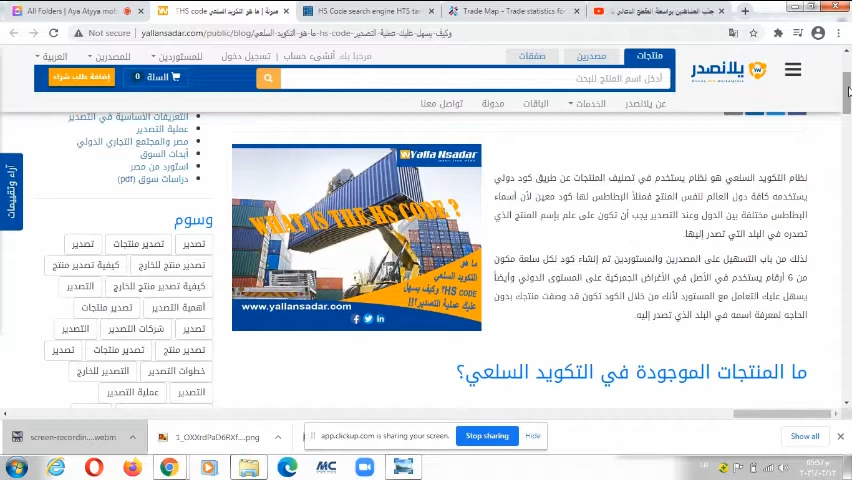 All Folders | Aya Atyya mot
مدونة | ما هو التكويد السلعي HS code؟
HS Code search engine HTS ta
Trade Map - Trade statistics fo
Not secure | yallansadar.com/public/blog/وكيف-يسهل-عليك-عملية-التصدير-hs-code-ما-هو-التكويد-السلعي
منتجات
مصدرين
صفقات
مرحبا بك, أنشىء حساب - تسجيل دخول
للمستوردين
للمصدرين
العربية
يلانصدر
أدخل اسم المنتج للبحث
السلة 0
إضافة طلب شراء
عن يلانصدر
الخدمات
الباقات
مدونة
تواصل معنا
آراء وتقييمات
نظام التكويد السلعي هو نظام يستخدم في تصنيف المنتجات عن طريق كود دولي
يستخدمه كافة دول العالم لنفس المنتج فمثلاً البطاطس لها كود معين لأن أسماء
البطاطس مختلفة بين الدول وعند التصدير يجب أن تكون على علم بإسم المنتج الذي
تصدره في البلد التي تصدر إليها.
لذلك من باب التسهيل على المصدرين والمستوردين تم إنشاء كود لكل سلعة مكون
من 6 أرقام يستخدم في الأصل في الأغراض الجمركية على المستوى الدولي وأيضاً
يسهل عليك التعامل مع المستورد لأنك من خلال الكود تكون قد وصفت منتجك بدون
الحاجه لمعرفة اسمه في البلد الذي تصدر إليه.
ما المنتجات الموجودة في التكويد السلعي؟
Yalla Nsadar
WHAT IS THE HS CODE ?
ما هو
التكويد السلعي
HS CODE؟ وكيف يسهل
عليك عملية التصدير؟!!
www.yallansadar.com
التعريفات الأساسية في التصدير
عملية التصدير
مصر والمجتمع التجاري الدولي
أبحاث السوق
استورد من مصر
دراسات سوق (pdf)
وسوم
تصدير
تصدير منتجات
تصدير
تصدير منتج للخارج
كيفية تصدير منتج
كيفية تصدير منتج للخارج
التصدير
أهمية التصدير
تصدير منتجات
تصدير
شركات التصدير
التصدير
تصدير منتج
تصدير منتجات
تصدير
خطوات التصدير
التصدير للخارج
التصدير
عملية التصدير
screen-recordin....webm
1_OXXrdPaD6RXf....png
app.clickup.com is sharing your screen.
Stop sharing
Hide
Show all